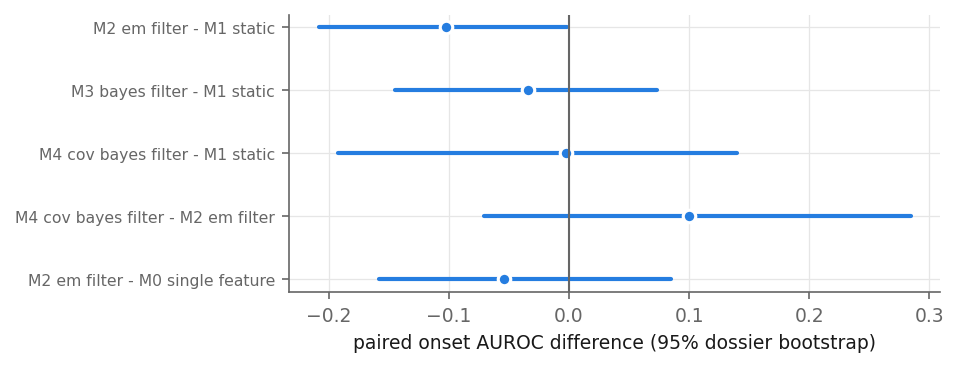 M2 em filter - M1 static
M3 bayes filter - M1 static
M4 cov bayes filter - M1 static
M4 cov bayes filter - M2 em filter
M2 em filter - M0 single feature
−0.2 −0.1 0.0 0.1 0.2 0.3
paired onset AUROC difference (95% dossier bootstrap)